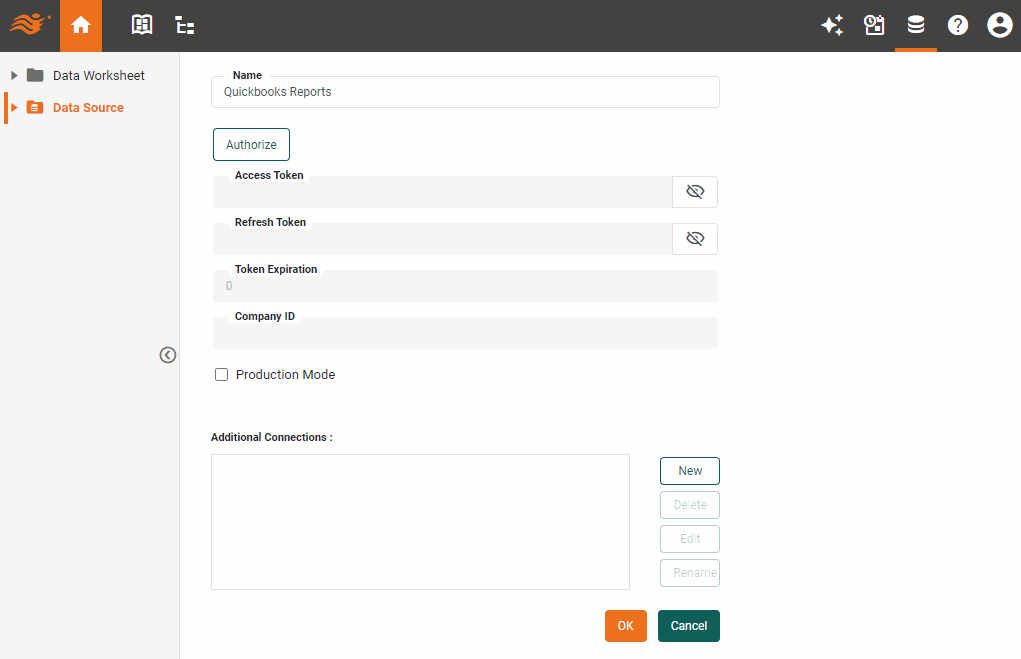 Data Worksheet
Data Source
Name
Quickbooks Reports
Authorize
Access Token
Refresh Token
Token Expiration
0
Company ID
Production Mode
Additional Connections :
New
Delete
Edit
Rename
OK
Cancel